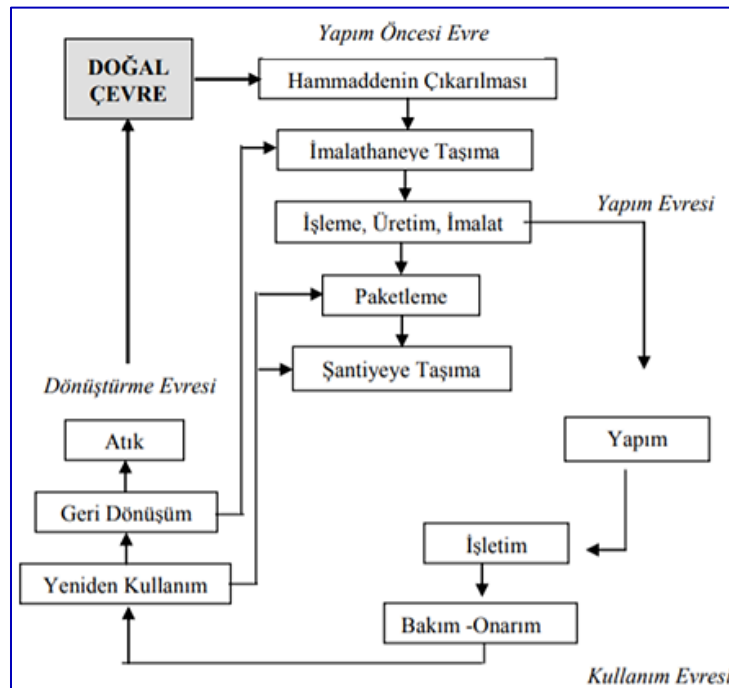 Yapım Öncesi Evre
DOĞAL
ÇEVRE
Hammaddenin Çıkarılması
İmalathaneye Taşıma
İşleme, Üretim, İmalat
Yapım Evresi
Paketleme
Şantiyeye Taşıma
Dönüştürme Evresi
Atık
Yapım
Geri Dönüşüm
İşletim
Yeniden Kullanım
Bakım -Onarım
Kullanım Evresi